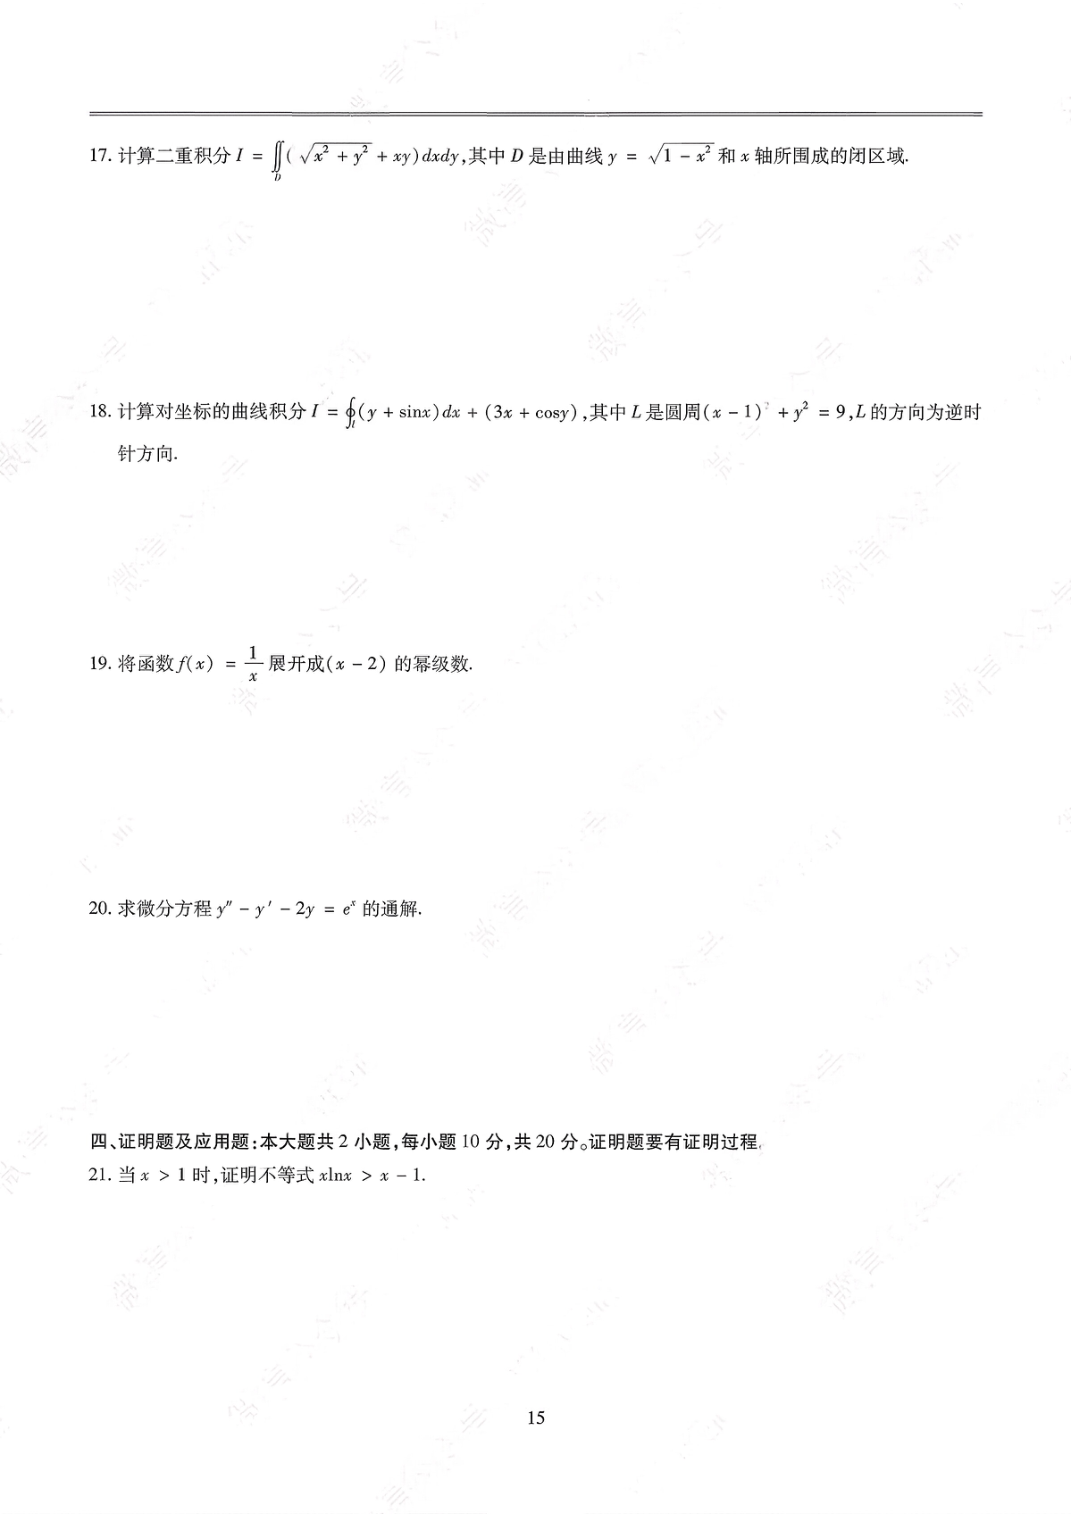 17. 计算二重积分 I = ∬_D (√(x² + y²) + xy) dxdy,其中 D 是由曲线 y = √(1 − x²) 和 x 轴所围成的闭区域.
18. 计算对坐标的曲线积分 I = ∮_L (y + sinx) dx + (3x + cosy) ,其中 L 是圆周(x − 1)² + y² = 9,L 的方向为逆时
针方向.
19. 将函数 f(x) = 1/x 展开成(x − 2) 的幂级数.
20. 求微分方程 y″ − y′ − 2y = eˣ 的通解.
四、证明题及应用题:本大题共 2 小题,每小题 10 分,共 20 分。证明题要有证明过程.
21. 当 x > 1 时,证明不等式 xlnx > x − 1.
15